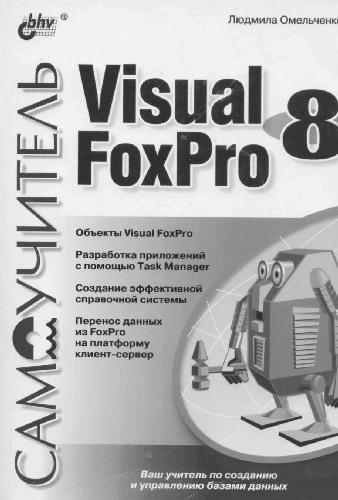 bhv®
Людмила Омельченко
САМОУЧИТЕЛЬ
Visual
FoxPro 8
Объекты Visual FoxPro
Разработка приложений
с помощью Task Manager
Создание эффективной
справочной системы
Перенос данных
из FoxPro
на платформу
клиент-сервер
Ваш учитель по созданию
и управлению базами данных